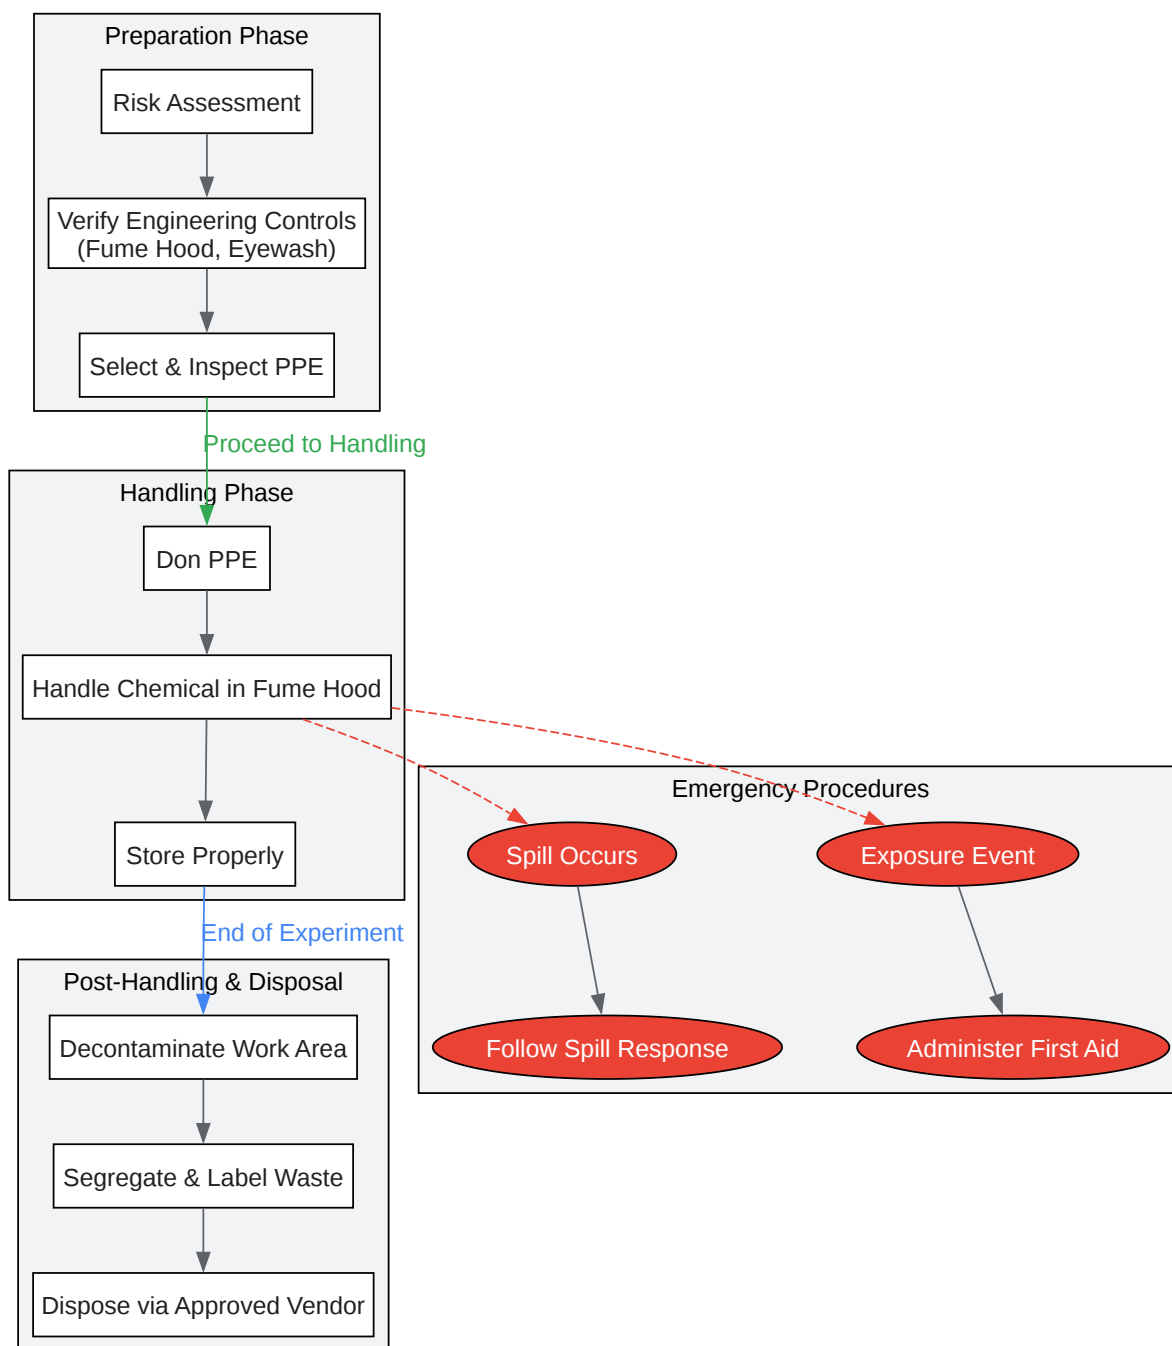 Preparation Phase
Risk Assessment
Verify Engineering Controls
(Fume Hood, Eyewash)
Select & Inspect PPE
Proceed to Handling
Handling Phase
Don PPE
Handle Chemical in Fume Hood
Store Properly
Emergency Procedures
Spill Occurs
Exposure Event
Follow Spill Response
Administer First Aid
End of Experiment
Post-Handling & Disposal
Decontaminate Work Area
Segregate & Label Waste
Dispose via Approved Vendor